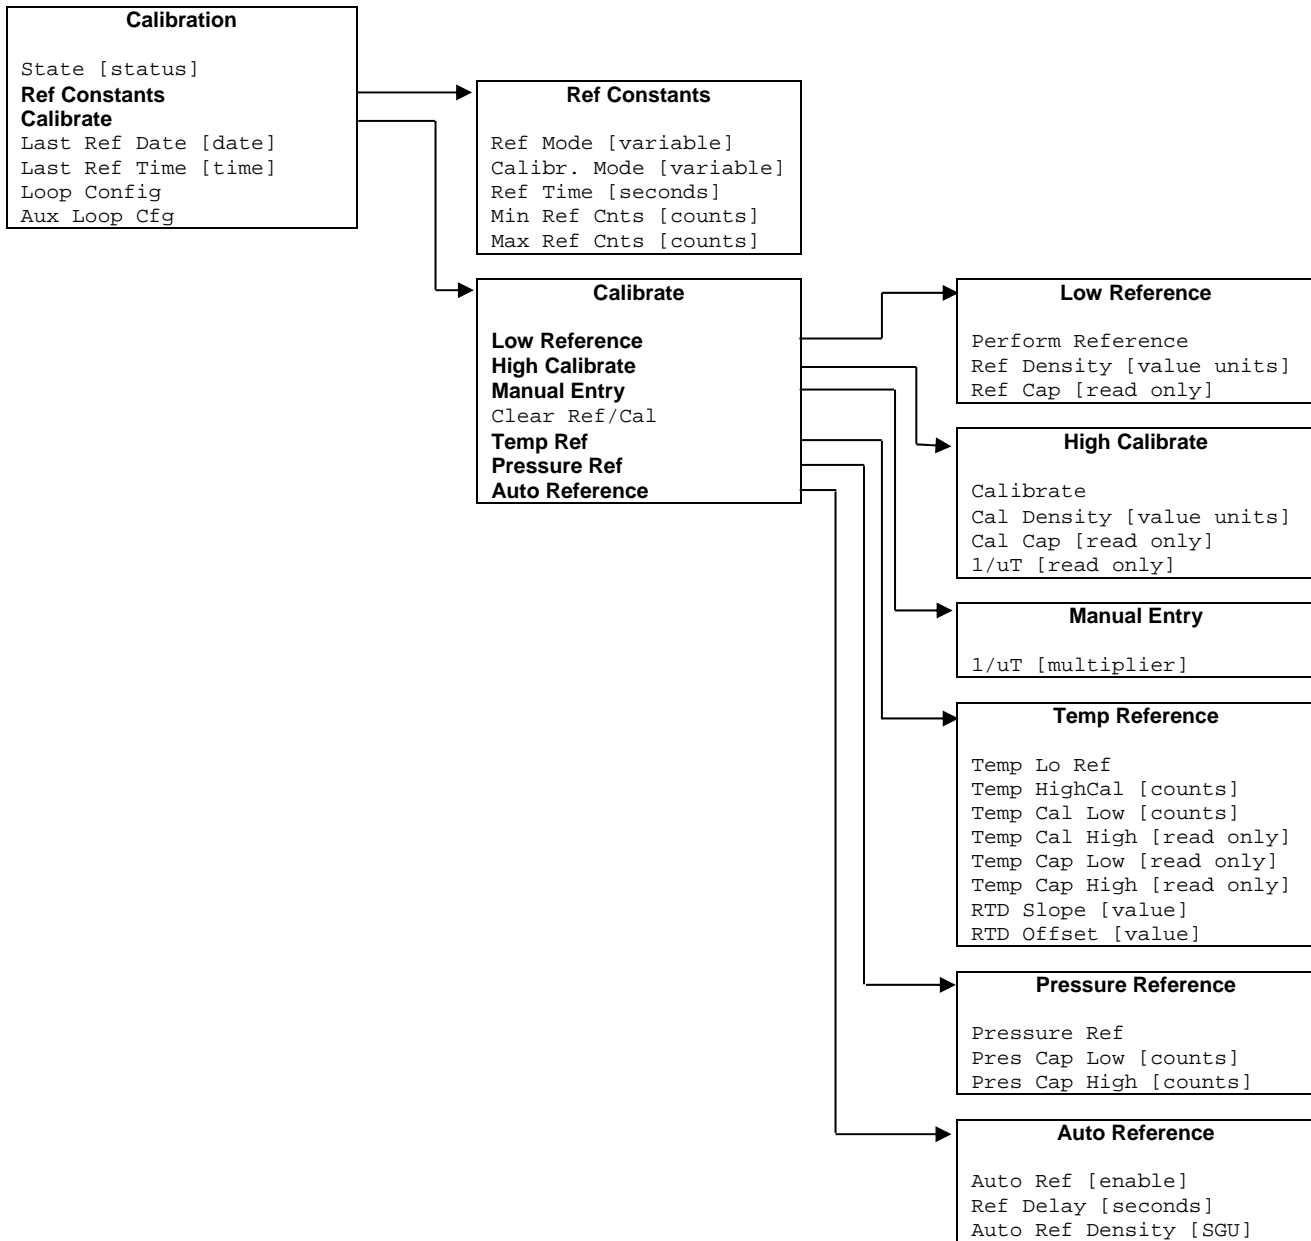 Calibration
State [status]
Ref Constants
Calibrate
Last Ref Date [date]
Last Ref Time [time]
Loop Config
Aux Loop Cfg
Ref Constants
Ref Mode [variable]
Calibr. Mode [variable]
Ref Time [seconds]
Min Ref Cnts [counts]
Max Ref Cnts [counts]
Calibrate
Low Reference
High Calibrate
Manual Entry
Clear Ref/Cal
Temp Ref
Pressure Ref
Auto Reference
Low Reference
Perform Reference
Ref Density [value units]
Ref Cap [read only]
High Calibrate
Calibrate
Cal Density [value units]
Cal Cap [read only]
1/uT [read only]
Manual Entry
1/uT [multiplier]
Temp Reference
Temp Lo Ref
Temp HighCal [counts]
Temp Cal Low [counts]
Temp Cal High [read only]
Temp Cap Low [read only]
Temp Cap High [read only]
RTD Slope [value]
RTD Offset [value]
Pressure Reference
Pressure Ref
Pres Cap Low [counts]
Pres Cap High [counts]
Auto Reference
Auto Ref [enable]
Ref Delay [seconds]
Auto Ref Density [SGU]